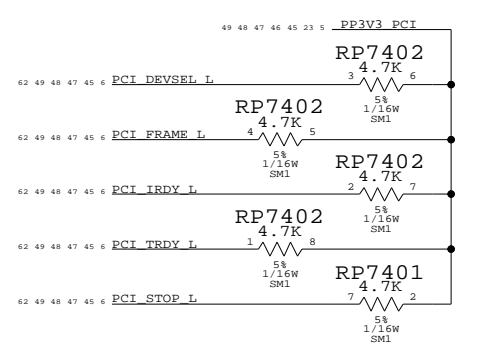 49 48 47 46 45 23 5 PP3V3_PCI
RP7402
4.7K
62 49 48 47 45 6 PCI_DEVSEL_L 3 6
5%
1/16W
SM1
RP7402
4.7K
62 49 48 47 45 6 PCI_FRAME_L 4 5
5%
1/16W
SM1
RP7402
4.7K
62 49 48 47 45 6 PCI_IRDY_L 2 7
5%
1/16W
SM1
RP7402
4.7K
62 49 48 47 45 6 PCI_TRDY_L 1 8
5%
1/16W
SM1
RP7401
4.7K
62 49 48 47 45 6 PCI_STOP_L 7 2
5%
1/16W
SM1